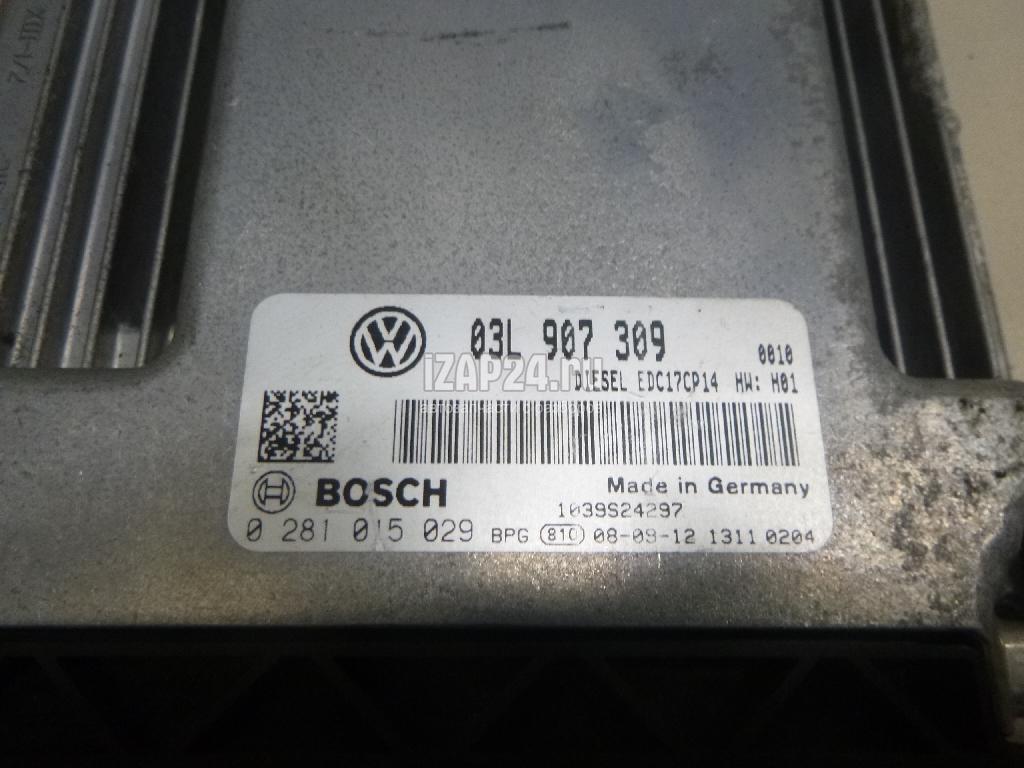 03L 907 309
0010
DIESEL EDC17CP14 HW: H01
IZAP24.RU
BOSCH
Made in Germany
1039S24297
0 281 015 029 BPG 810 08-09-12 1311 0204